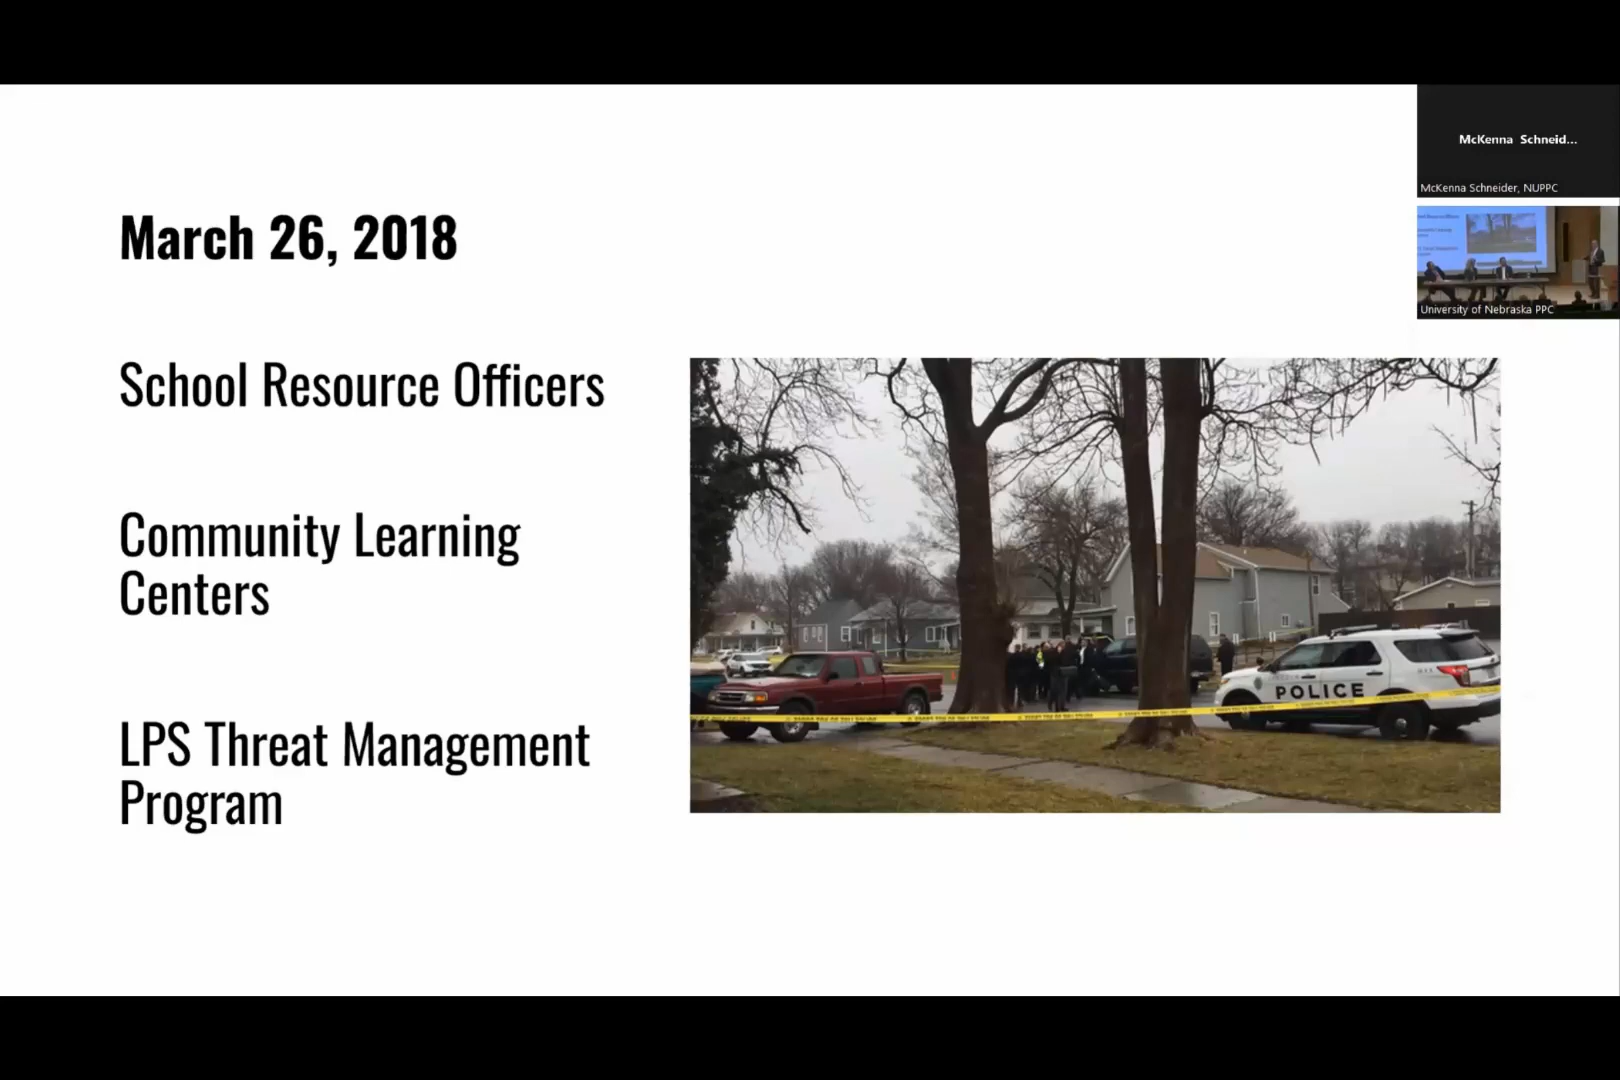 March 26, 2018
School Resource Officers
Community Learning
Centers
LPS Threat Management
Program
POLICE
McKenna Schneid...
McKenna Schneider, NUPPC
University of Nebraska PPC